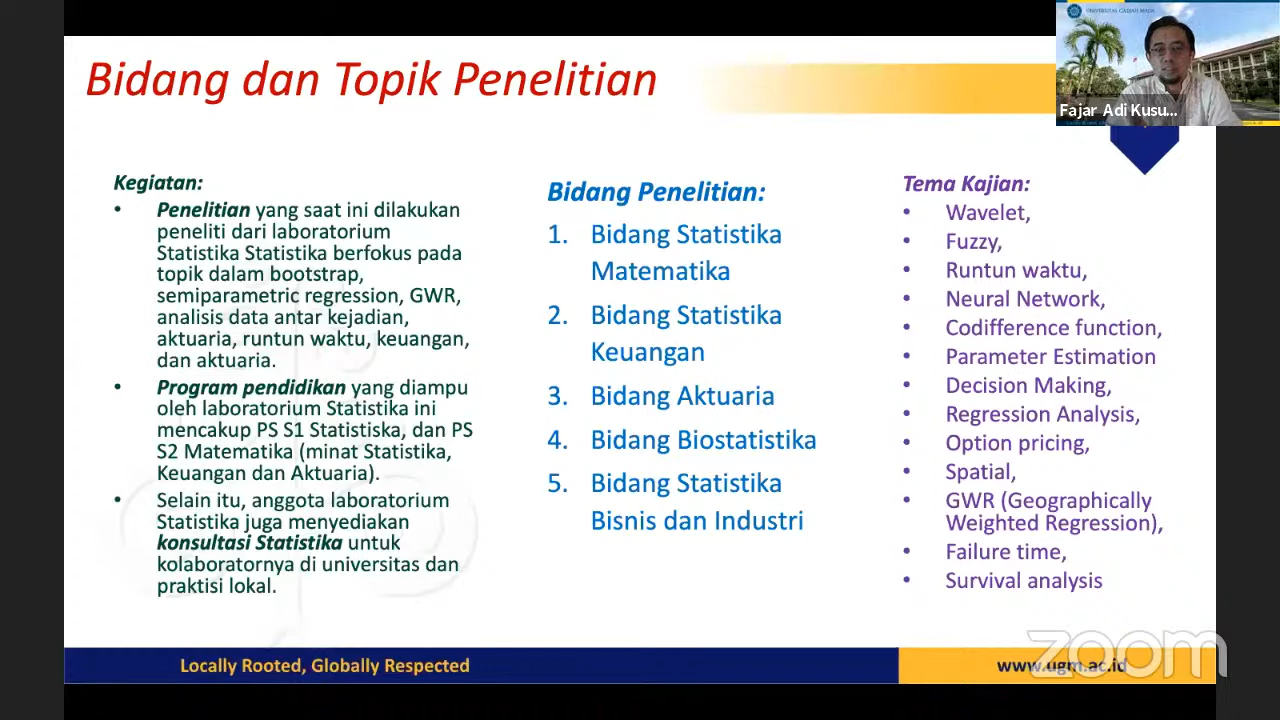 UNIVERSITAS GADJAH MADA
Fajar Adi Kusu...
Bidang dan Topik Penelitian
Kegiatan:
• Penelitian yang saat ini dilakukan
peneliti dari laboratorium
Statistika Statistika berfokus pada
topik dalam bootstrap,
semiparametric regression, GWR,
analisis data antar kejadian,
aktuaria, runtun waktu, keuangan,
dan aktuaria.
• Program pendidikan yang diampu
oleh laboratorium Statistika ini
mencakup PS S1 Statistiska, dan PS
S2 Matematika (minat Statistika,
Keuangan dan Aktuaria).
• Selain itu, anggota laboratorium
Statistika juga menyediakan
konsultasi Statistika untuk
kolaboratornya di universitas dan
praktisi lokal.
Bidang Penelitian:
1. Bidang Statistika
Matematika
2. Bidang Statistika
Keuangan
3. Bidang Aktuaria
4. Bidang Biostatistika
5. Bidang Statistika
Bisnis dan Industri
Tema Kajian:
• Wavelet,
• Fuzzy,
• Runtun waktu,
• Neural Network,
• Codifference function,
• Parameter Estimation
• Decision Making,
• Regression Analysis,
• Option pricing,
• Spatial,
• GWR (Geographically
Weighted Regression),
• Failure time,
• Survival analysis
Locally Rooted, Globally Respected
www.ugm.ac.id
zoom